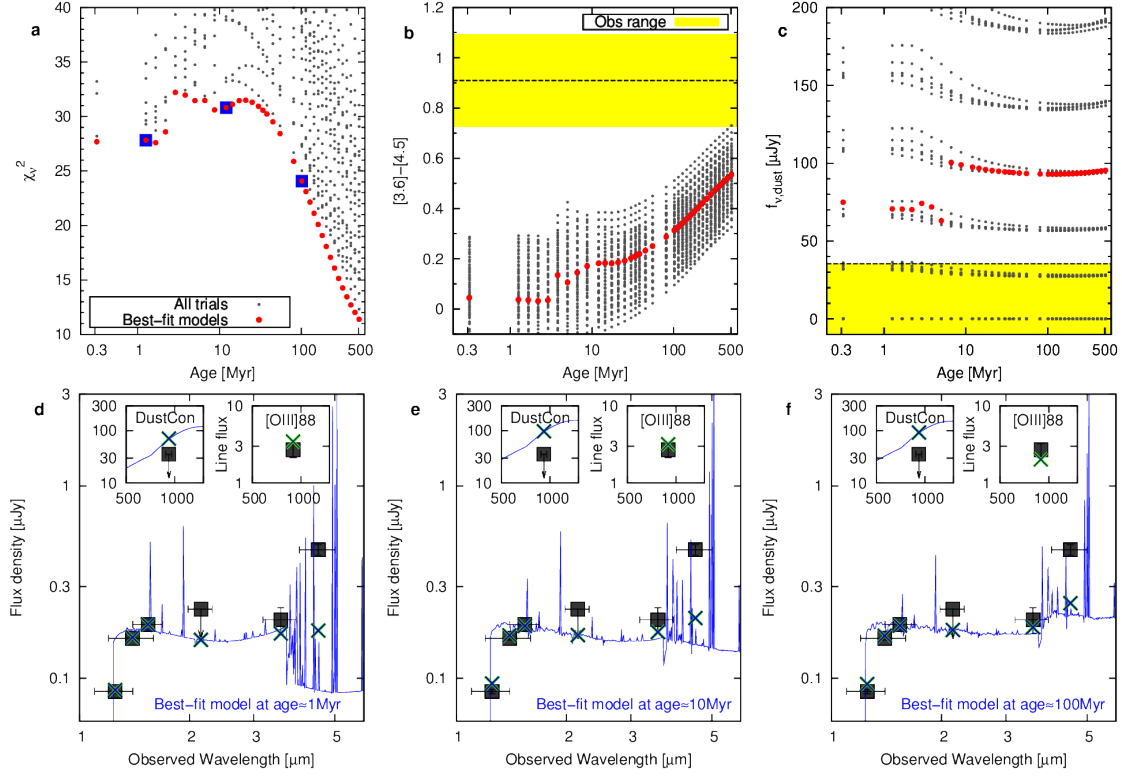 a
40
35
30
25
20
15
10
χν2
0.3
1
10
100
500
Age [Myr]
All trials
Best−fit models
b
Obs range
1.2
1
0.8
0.6
0.4
0.2
0
[3.6]−[4.5]
0.3
1
10
100
500
Age [Myr]
c
200
150
100
50
0
fν,dust [μJy]
0.3
1
10
100
500
Age [Myr]
d
3
1
0.3
0.1
Flux density [μJy]
DustCon
300
100
30
10
500
1000
[OIII]88
10
3
1
Line flux
500
1000
Best−fit model at age≈1Myr
1
2
3
5
Observed Wavelength [μm]
e
3
1
0.3
0.1
Flux density [μJy]
DustCon
300
100
30
10
500
1000
[OIII]88
10
3
1
Line flux
500
1000
Best−fit model at age≈10Myr
1
2
3
5
Observed Wavelength [μm]
f
3
1
0.3
0.1
Flux density [μJy]
DustCon
300
100
30
10
500
1000
[OIII]88
10
3
1
Line flux
500
1000
Best−fit model at age≈100Myr
1
2
3
5
Observed Wavelength [μm]